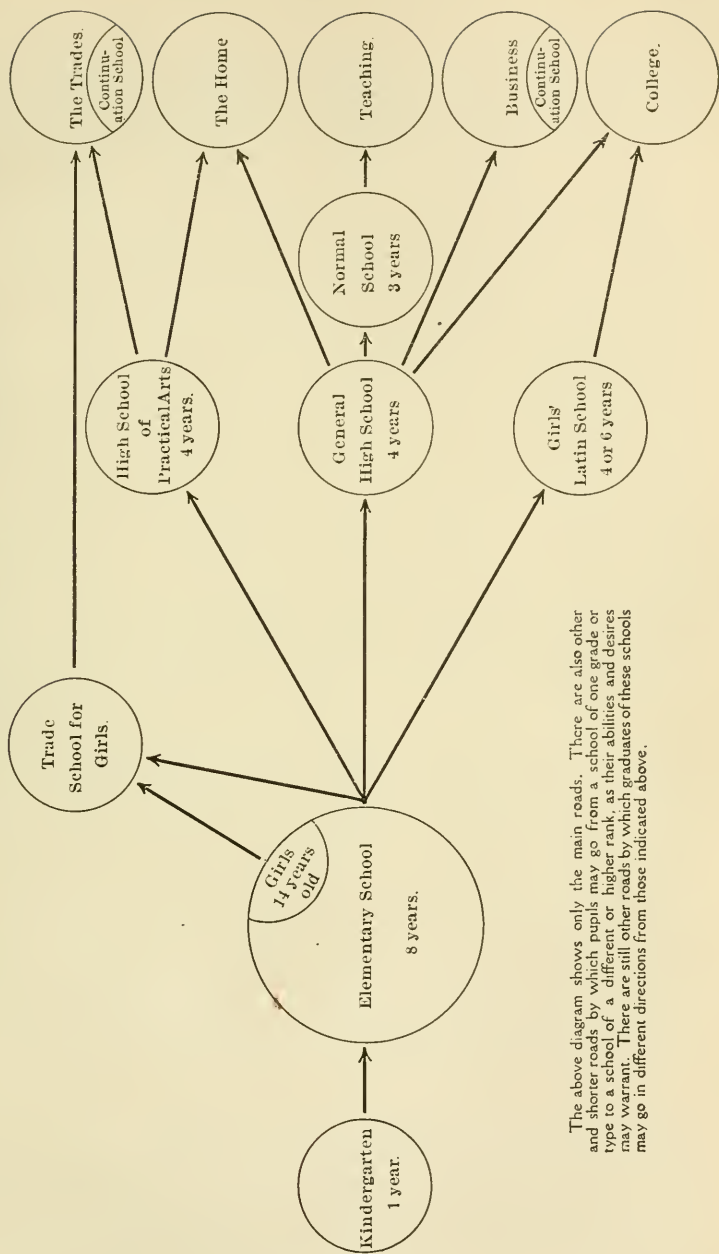 Kindergarten
1 year.
Elementary School
8 years.
Girls
14 years
old
Trade
School for
Girls.
High School
of
Practical Arts
4 years.
General
High School
4 years
Girls'
Latin School
4 or 6 years
Normal
School
3 years
The Trades.
Continu-
ation School
The Home
Teaching.
Business
Continu-
ation School
College.
The above diagram shows only the main roads. There are also other
and shorter roads by which pupils may go from a school of one grade or
type to a school of a different or higher rank, as their abilities and desires
may warrant. There are still other roads by which graduates of these schools
may go in different directions from those indicated above.